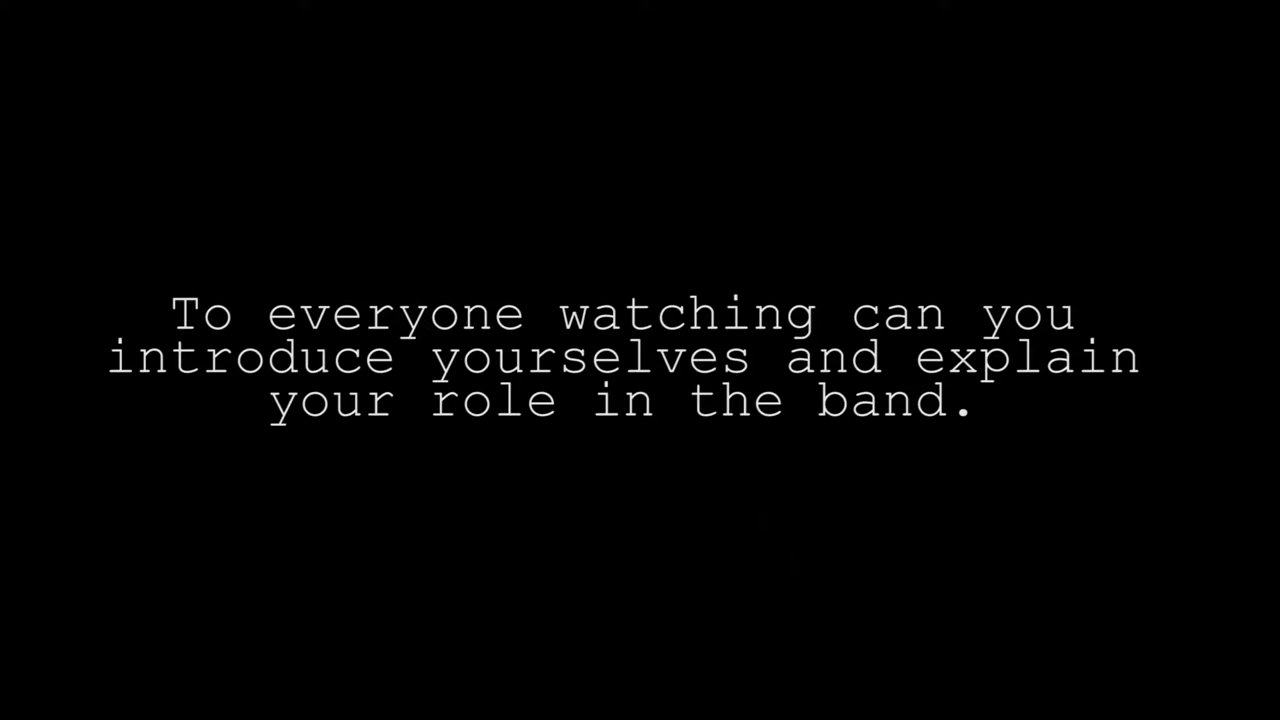 To everyone watching can you
introduce yourselves and explain
your role in the band.